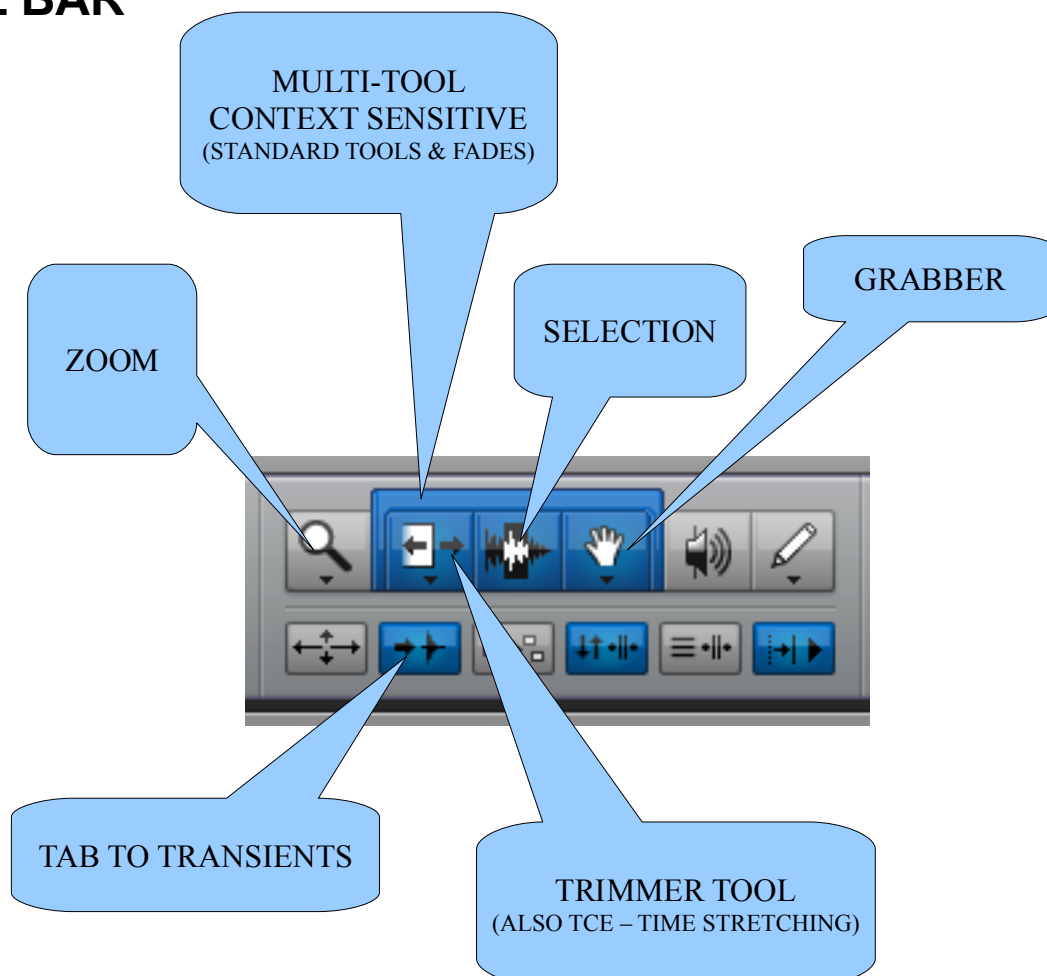 BAR
MULTI-TOOL
CONTEXT SENSITIVE
(STANDARD TOOLS & FADES)
GRABBER
SELECTION
ZOOM
TAB TO TRANSIENTS
TRIMMER TOOL
(ALSO TCE – TIME STRETCHING)